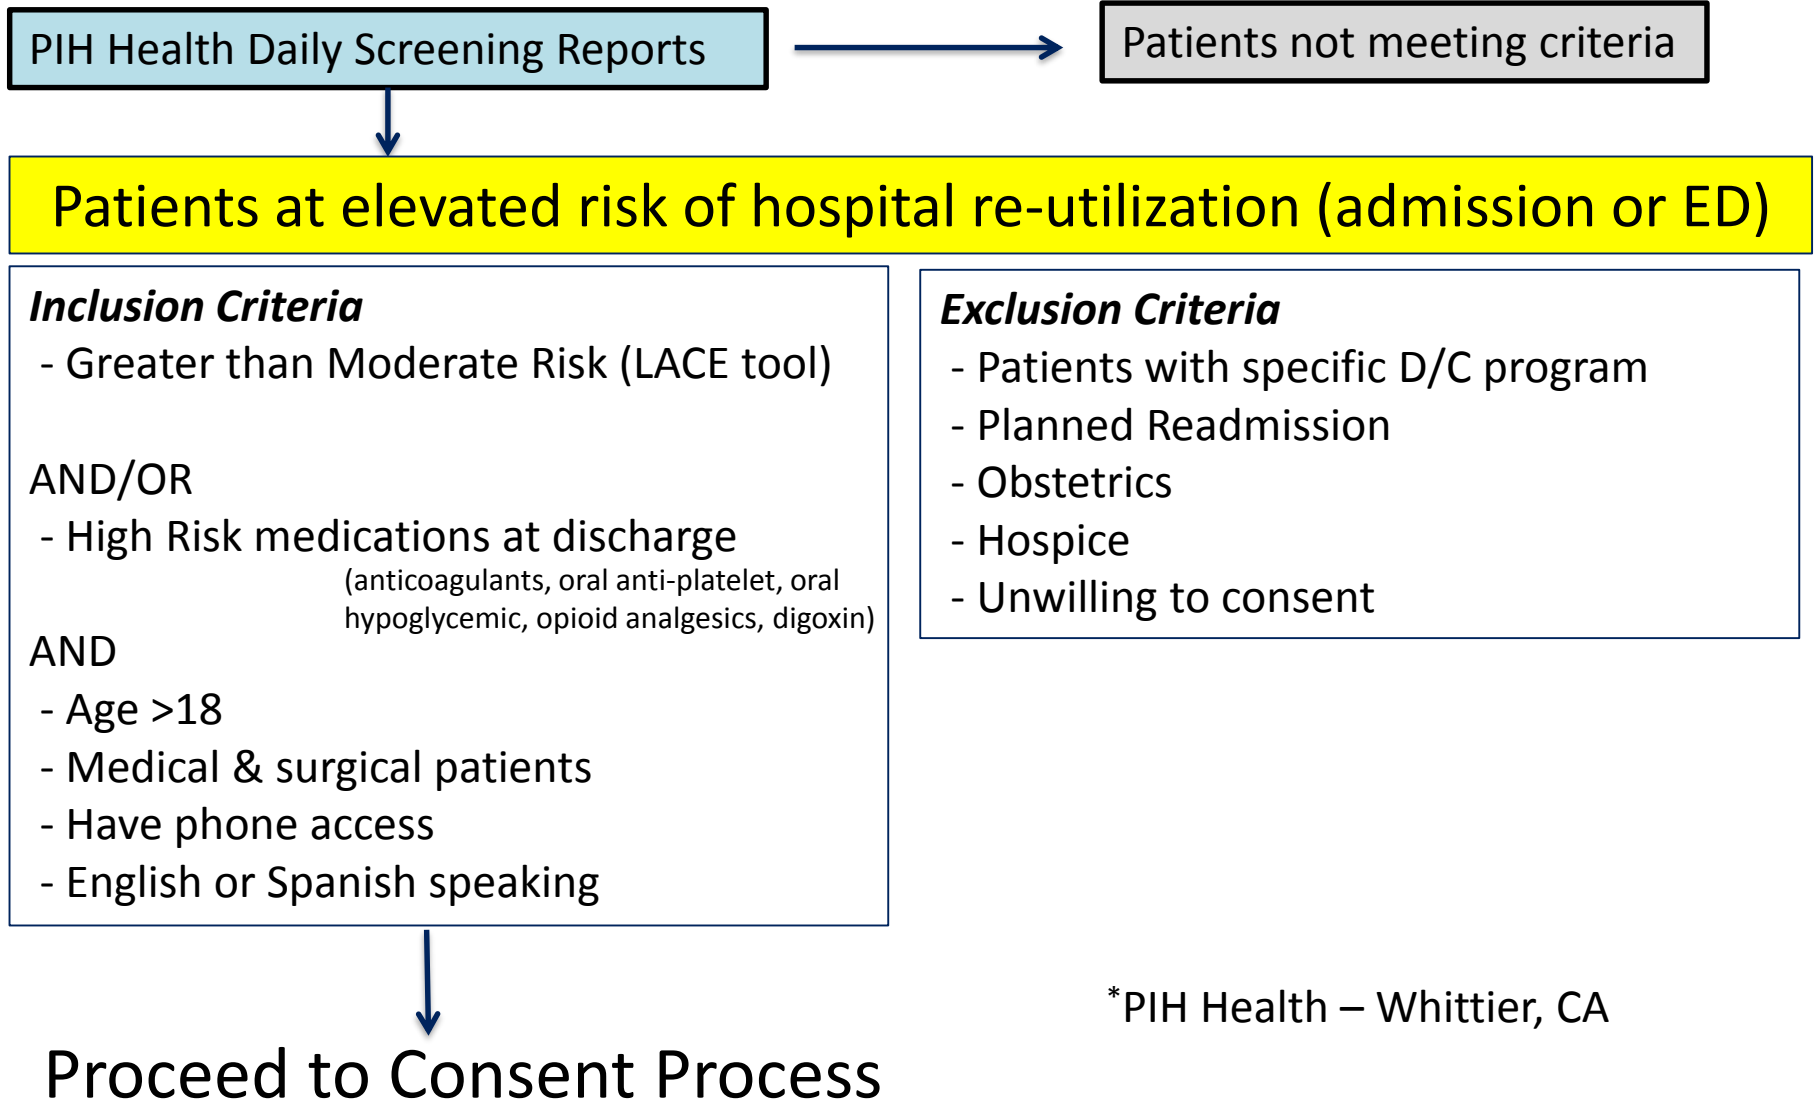 PIH Health Daily Screening Reports
Patients not meeting criteria
Patients at elevated risk of hospital re-utilization (admission or ED)
Inclusion Criteria
- Greater than Moderate Risk (LACE tool)
AND/OR
- High Risk medications at discharge
(anticoagulants, oral anti-platelet, oral
hypoglycemic, opioid analgesics, digoxin)
AND
- Age >18
- Medical & surgical patients
- Have phone access
- English or Spanish speaking
Exclusion Criteria
- Patients with specific D/C program
- Planned Readmission
- Obstetrics
- Hospice
- Unwilling to consent
*PIH Health – Whittier, CA
Proceed to Consent Process